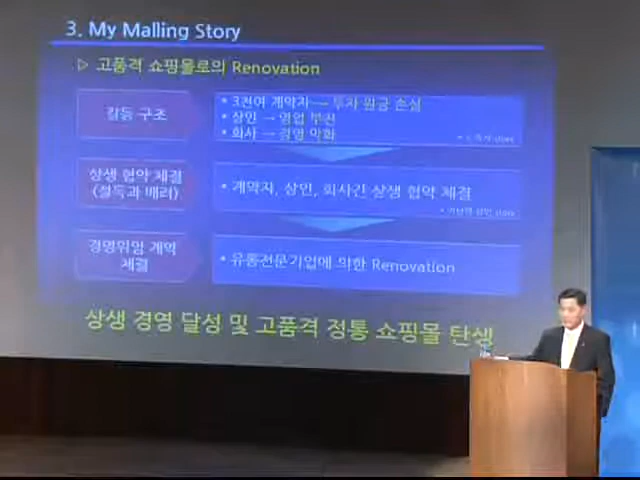 3. My Malling Story
▷ 고품격 쇼핑몰로의 Renovation
갈등 구조
• 3천여 계약자 → 투자 원금 손실
• 상인 → 영업 부진
• 회사 → 경영 악화
상생 협약 체결
(설득과 배려)
• 계약자, 상인, 회사간 상생 협약 체결
경영위임 계약
체결
• 유통전문기업에 의한 Renovation
상생 경영 달성 및 고품격 정통 쇼핑몰 탄생